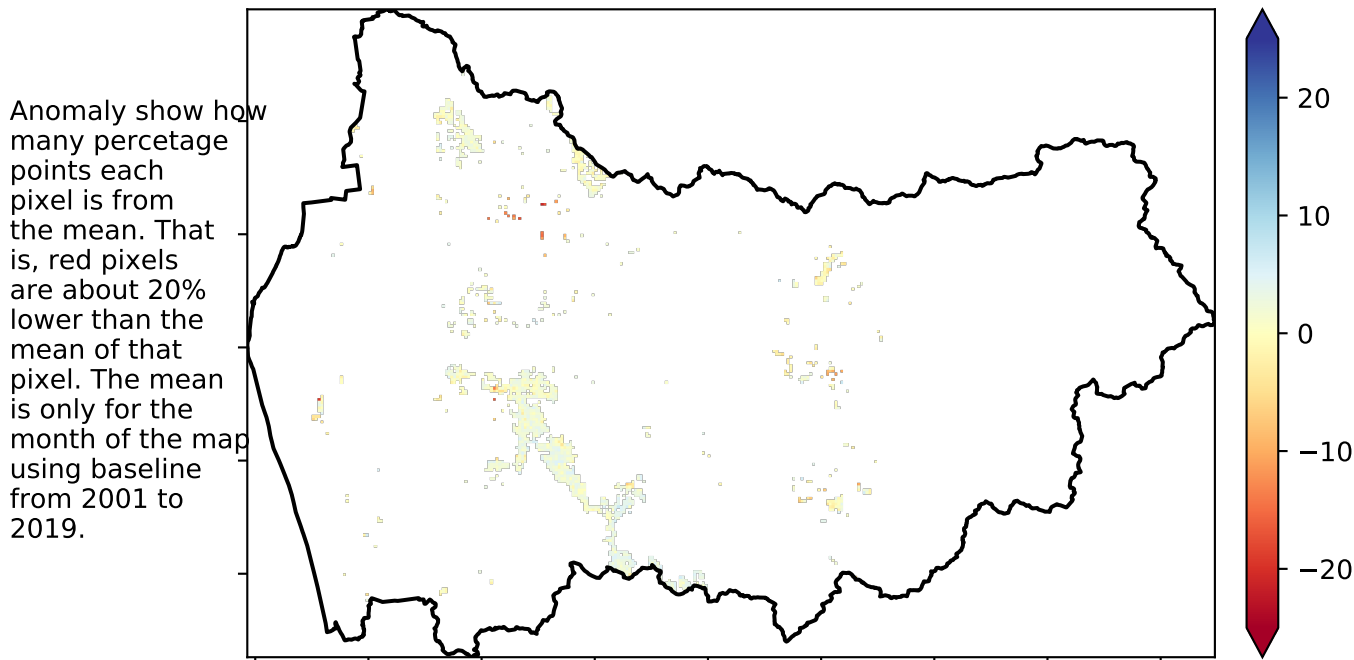 Anomaly show how
many percetage
points each
pixel is from
the mean. That
is, red pixels
are about 20%
lower than the
mean of that
pixel. The mean
is only for the
month of the map
using baseline
from 2001 to
2019.
20
10
0
−10
−20